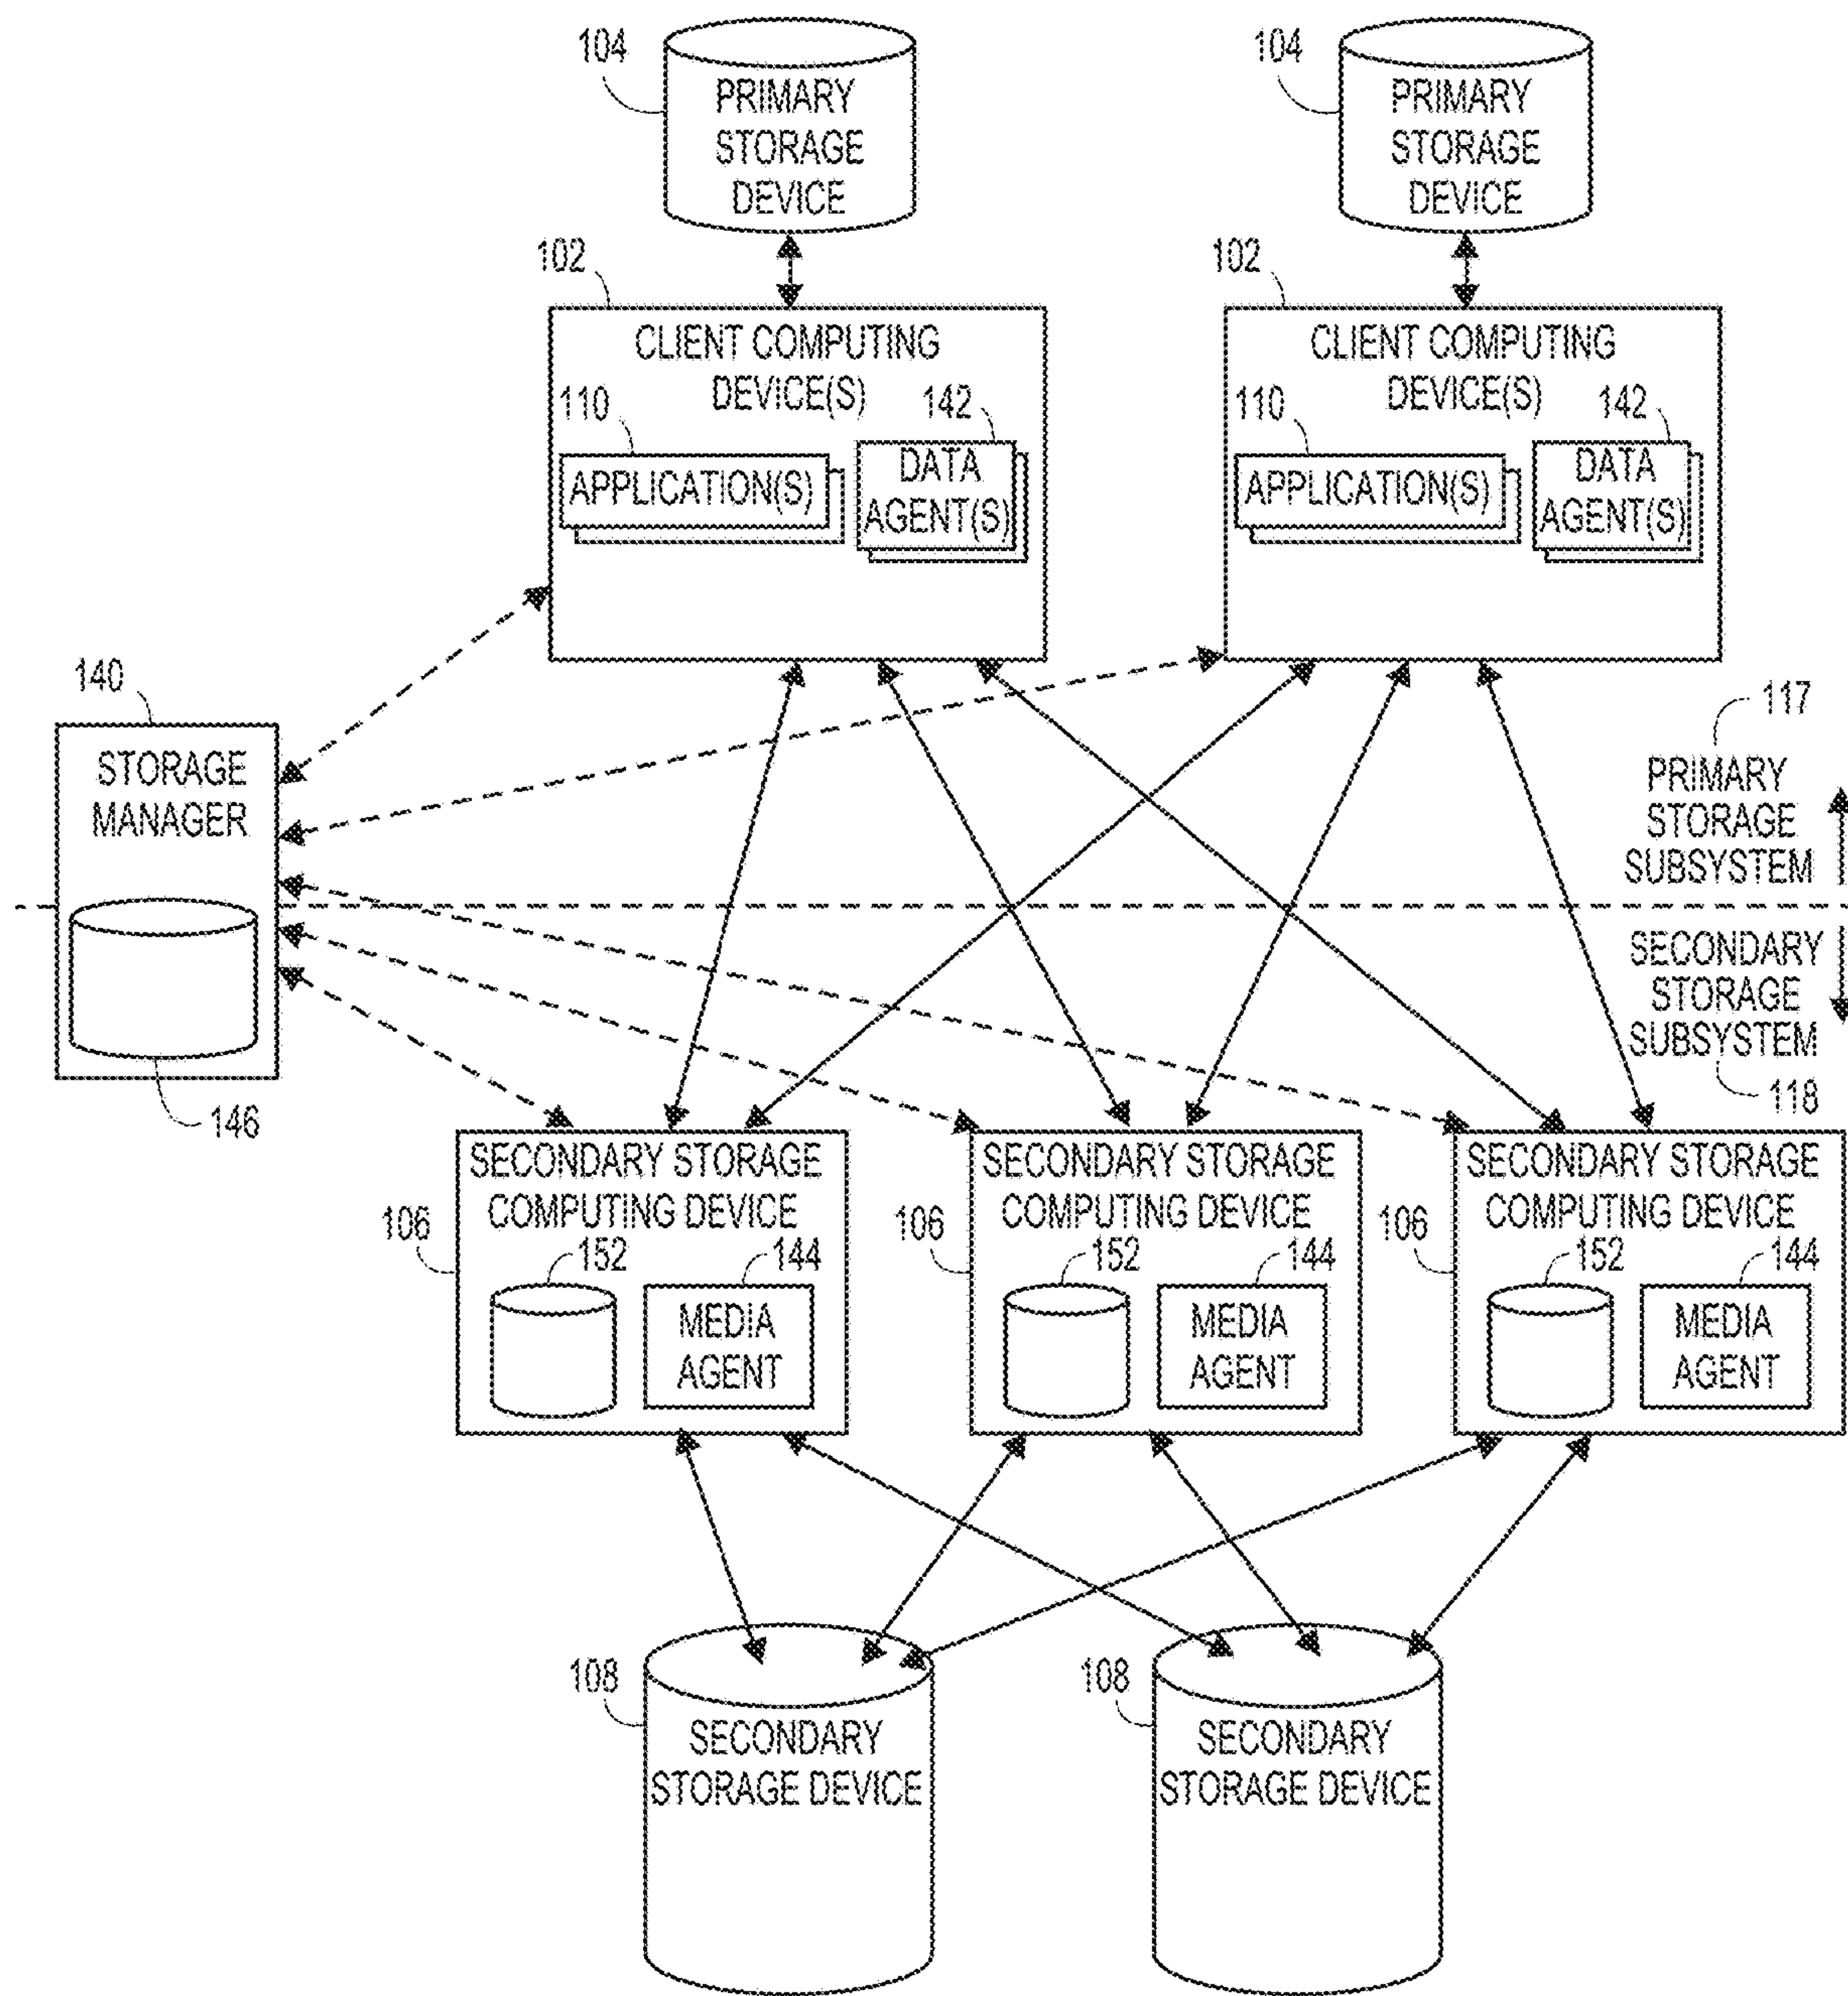 104
PRIMARY
STORAGE
DEVICE
104
PRIMARY
STORAGE
DEVICE
102
CLIENT COMPUTING
DEVICE(S)
110
142
APPLICATION(S)
DATA
AGENT(S)
102
CLIENT COMPUTING
DEVICE(S)
110
142
APPLICATION(S)
DATA
AGENT(S)
140
STORAGE
MANAGER
146
117
PRIMARY
STORAGE
SUBSYSTEM
SECONDARY
STORAGE
SUBSYSTEM
118
106
SECONDARY STORAGE
COMPUTING DEVICE
152
144
MEDIA
AGENT
106
SECONDARY STORAGE
COMPUTING DEVICE
152
144
MEDIA
AGENT
106
SECONDARY STORAGE
COMPUTING DEVICE
152
144
MEDIA
AGENT
108
SECONDARY
STORAGE DEVICE
108
SECONDARY
STORAGE DEVICE